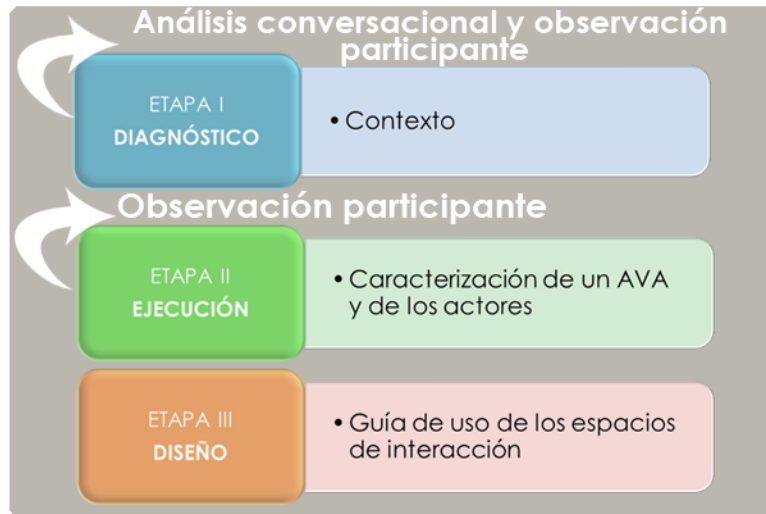 Análisis conversacional y observación
participante
ETAPA I
DIAGNÓSTICO
• Contexto
Observación participante
ETAPA II
EJECUCIÓN
• Caracterización de un AVA
y de los actores
ETAPA III
DISEÑO
• Guía de uso de los espacios
de interacción